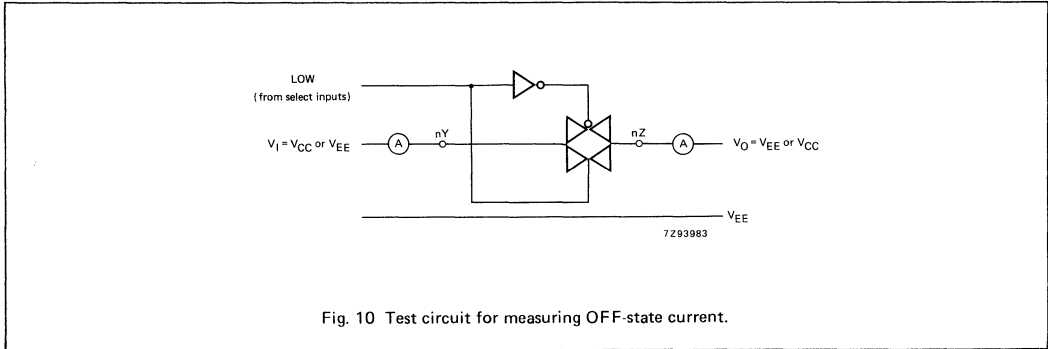 LOW
(from select inputs)
V_I = V_CC or V_EE
A
nY
nZ
A
V_O = V_EE or V_CC
V_EE
7Z93983
Fig. 10 Test circuit for measuring OFF-state current.